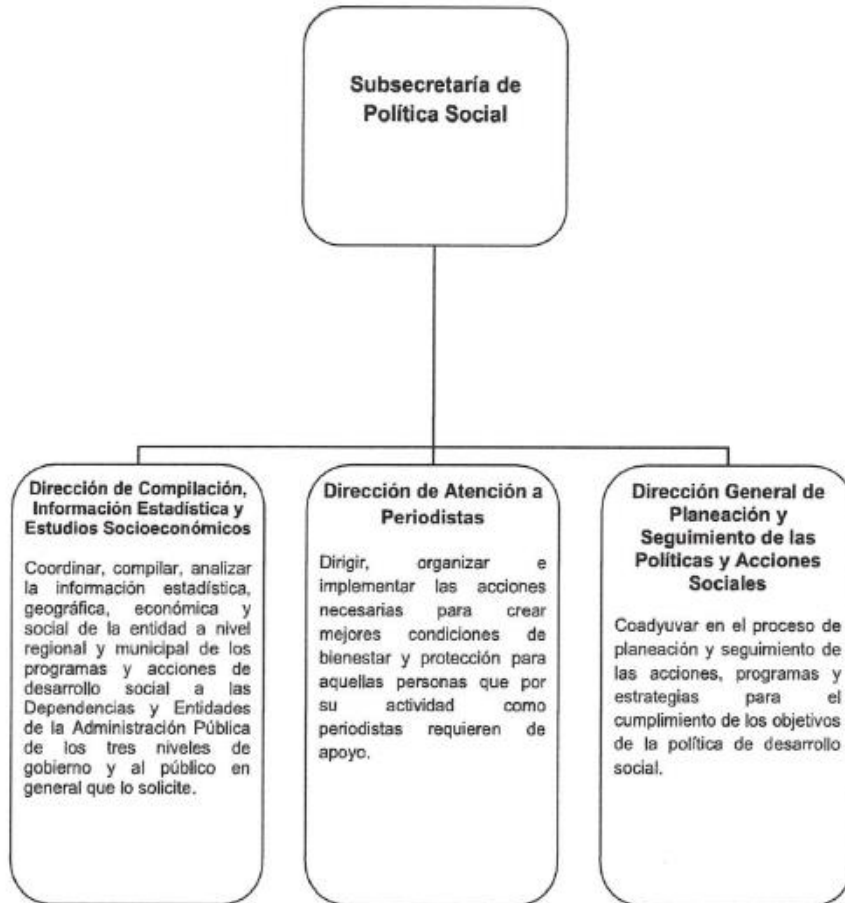 Subsecretaría de
Política Social
Dirección de Compilación,
Información Estadística y
Estudios Socioeconómicos
Coordinar, compilar, analizar
la información estadística,
geográfica, económica y
social de la entidad a nivel
regional y municipal de los
programas y acciones de
desarrollo social a las
Dependencias y Entidades
de la Administración Pública
de los tres niveles de
gobierno y al público en
general que lo solicite.
Dirección de Atención a
Periodistas
Dirigir, organizar e
implementar las acciones
necesarias para crear
mejores condiciones de
bienestar y protección para
aquellas personas que por
su actividad como
periodistas requieren de
apoyo.
Dirección General de
Planeación y
Seguimiento de las
Políticas y Acciones
Sociales
Coadyuvar en el proceso de
planeación y seguimiento de
las acciones, programas y
estrategias para el
cumplimiento de los objetivos
de la política de desarrollo
social.